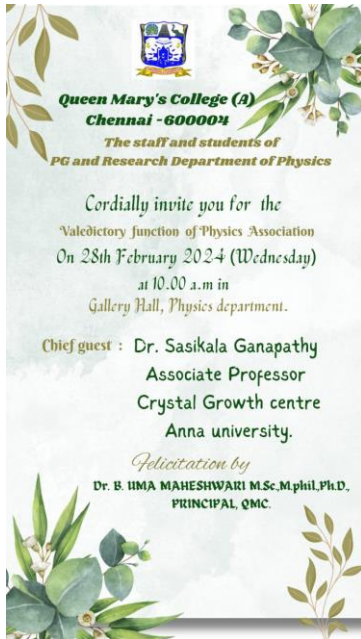 Queen Mary's College (A)
Chennai -600004
The staff and students of
PG and Research Department of Physics
Cordially invite you for the
Valedictory function of Physics Association
On 28th February 2024 (Wednesday)
at 10.00 a.m in
Gallery Hall, Physics department.
Chief guest : Dr. Sasikala Ganapathy
Associate Professor
Crystal Growth centre
Anna university.
Felicitation by
Dr. B. UMA MAHESHWARI M.Sc.,M.phil.,Ph.D.,
PRINCIPAL, QMC.